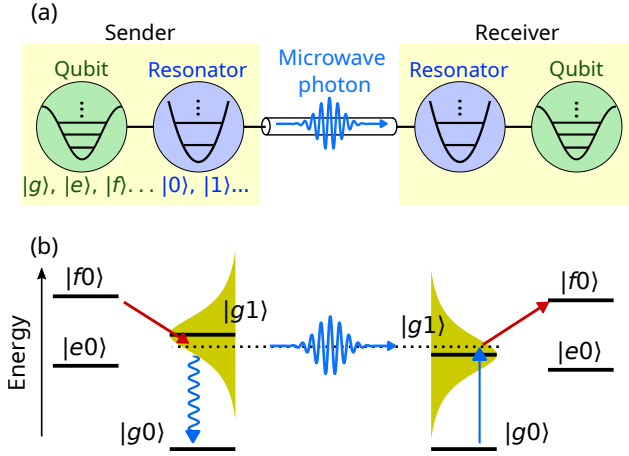 (a)
Sender
Receiver
Qubit
Resonator
Microwave
photon
Resonator
Qubit
|g⟩, |e⟩, |f⟩... |0⟩, |1⟩...
(b)
Energy
|f0⟩
|e0⟩
|g1⟩
|g0⟩
|g1⟩
|f0⟩
|e0⟩
|g0⟩